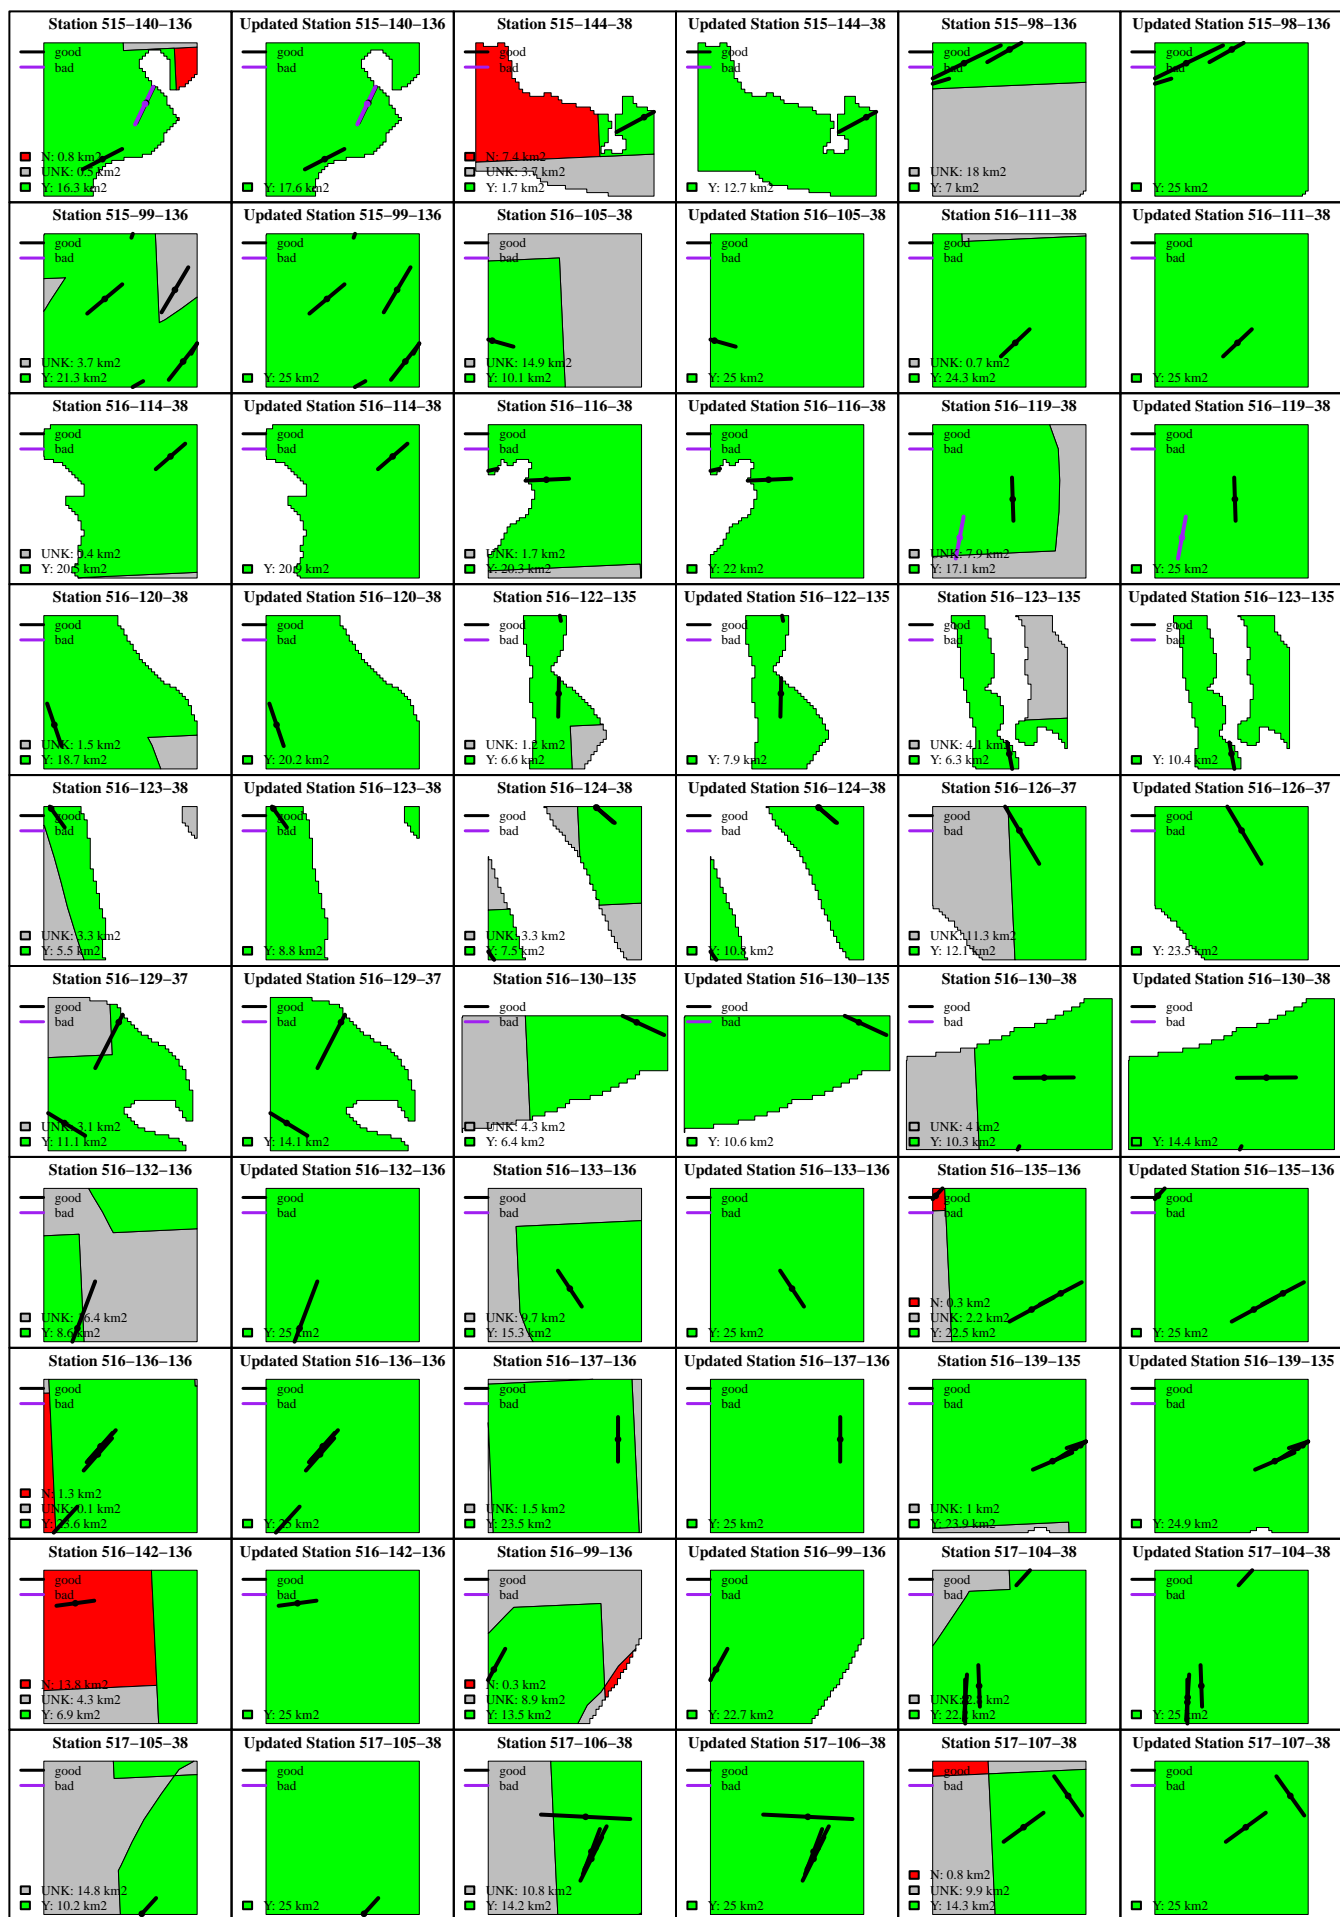 Station 515−140−136
good
bad
N: 0.8 km2
UNK: 0.5 km2
Y: 16.3 km2
Updated Station 515−140−136
good
bad
Y: 17.6 km2
Station 515−144−38
good
bad
N: 7.4 km2
UNK: 3.7 km2
Y: 1.7 km2
Updated Station 515−144−38
good
bad
Y: 12.7 km2
Station 515−98−136
good
bad
UNK: 18 km2
Y: 7 km2
Updated Station 515−98−136
good
bad
Y: 25 km2
Station 515−99−136
good
bad
UNK: 3.7 km2
Y: 21.3 km2
Updated Station 515−99−136
good
bad
Y: 25 km2
Station 516−105−38
good
bad
UNK: 14.9 km2
Y: 10.1 km2
Updated Station 516−105−38
good
bad
Y: 25 km2
Station 516−111−38
good
bad
UNK: 0.7 km2
Y: 24.3 km2
Updated Station 516−111−38
good
bad
Y: 25 km2
Station 516−114−38
good
bad
UNK: 0.4 km2
Y: 20.5 km2
Updated Station 516−114−38
good
bad
Y: 20.9 km2
Station 516−116−38
good
bad
UNK: 1.7 km2
Y: 20.3 km2
Updated Station 516−116−38
good
bad
Y: 22 km2
Station 516−119−38
good
bad
UNK: 7.9 km2
Y: 17.1 km2
Updated Station 516−119−38
good
bad
Y: 25 km2
Station 516−120−38
good
bad
UNK: 1.5 km2
Y: 18.7 km2
Updated Station 516−120−38
good
bad
Y: 20.2 km2
Station 516−122−135
good
bad
UNK: 1.2 km2
Y: 6.6 km2
Updated Station 516−122−135
good
bad
Y: 7.9 km2
Station 516−123−135
good
bad
UNK: 4.1 km2
Y: 6.3 km2
Updated Station 516−123−135
good
bad
Y: 10.4 km2
Station 516−123−38
good
bad
UNK: 3.3 km2
Y: 5.5 km2
Updated Station 516−123−38
good
bad
Y: 8.8 km2
Station 516−124−38
good
bad
UNK: 3.3 km2
Y: 7.5 km2
Updated Station 516−124−38
good
bad
Y: 10.8 km2
Station 516−126−37
good
bad
UNK: 11.3 km2
Y: 12.1 km2
Updated Station 516−126−37
good
bad
Y: 23.5 km2
Station 516−129−37
good
bad
UNK: 3.1 km2
Y: 11.1 km2
Updated Station 516−129−37
good
bad
Y: 14.1 km2
Station 516−130−135
good
bad
UNK: 4.3 km2
Y: 6.4 km2
Updated Station 516−130−135
good
bad
Y: 10.6 km2
Station 516−130−38
good
bad
UNK: 4 km2
Y: 10.3 km2
Updated Station 516−130−38
good
bad
Y: 14.4 km2
Station 516−132−136
good
bad
UNK: 16.4 km2
Y: 8.6 km2
Updated Station 516−132−136
good
bad
Y: 25 km2
Station 516−133−136
good
bad
UNK: 9.7 km2
Y: 15.3 km2
Updated Station 516−133−136
good
bad
Y: 25 km2
Station 516−135−136
good
bad
N: 0.3 km2
UNK: 2.2 km2
Y: 22.5 km2
Updated Station 516−135−136
good
bad
Y: 25 km2
Station 516−136−136
good
bad
N: 1.3 km2
UNK: 0.1 km2
Y: 23.6 km2
Updated Station 516−136−136
good
bad
Y: 25 km2
Station 516−137−136
good
bad
UNK: 1.5 km2
Y: 23.5 km2
Updated Station 516−137−136
good
bad
Y: 25 km2
Station 516−139−135
good
bad
UNK: 1 km2
Y: 23.9 km2
Updated Station 516−139−135
good
bad
Y: 24.9 km2
Station 516−142−136
good
bad
N: 13.8 km2
UNK: 4.3 km2
Y: 6.9 km2
Updated Station 516−142−136
good
bad
Y: 25 km2
Station 516−99−136
good
bad
N: 0.3 km2
UNK: 8.9 km2
Y: 13.5 km2
Updated Station 516−99−136
good
bad
Y: 22.7 km2
Station 517−104−38
good
bad
UNK: km2
Y: km2
Updated Station 517−104−38
good
bad
Y: 25 km2
Station 517−105−38
good
bad
UNK: 14.8 km2
Y: 10.2 km2
Updated Station 517−105−38
good
bad
Y: 25 km2
Station 517−106−38
good
bad
UNK: 10.8 km2
Y: 14.2 km2
Updated Station 517−106−38
good
bad
Y: 25 km2
Station 517−107−38
good
bad
N: 0.8 km2
UNK: 9.9 km2
Y: 14.3 km2
Updated Station 517−107−38
good
bad
Y: 25 km2